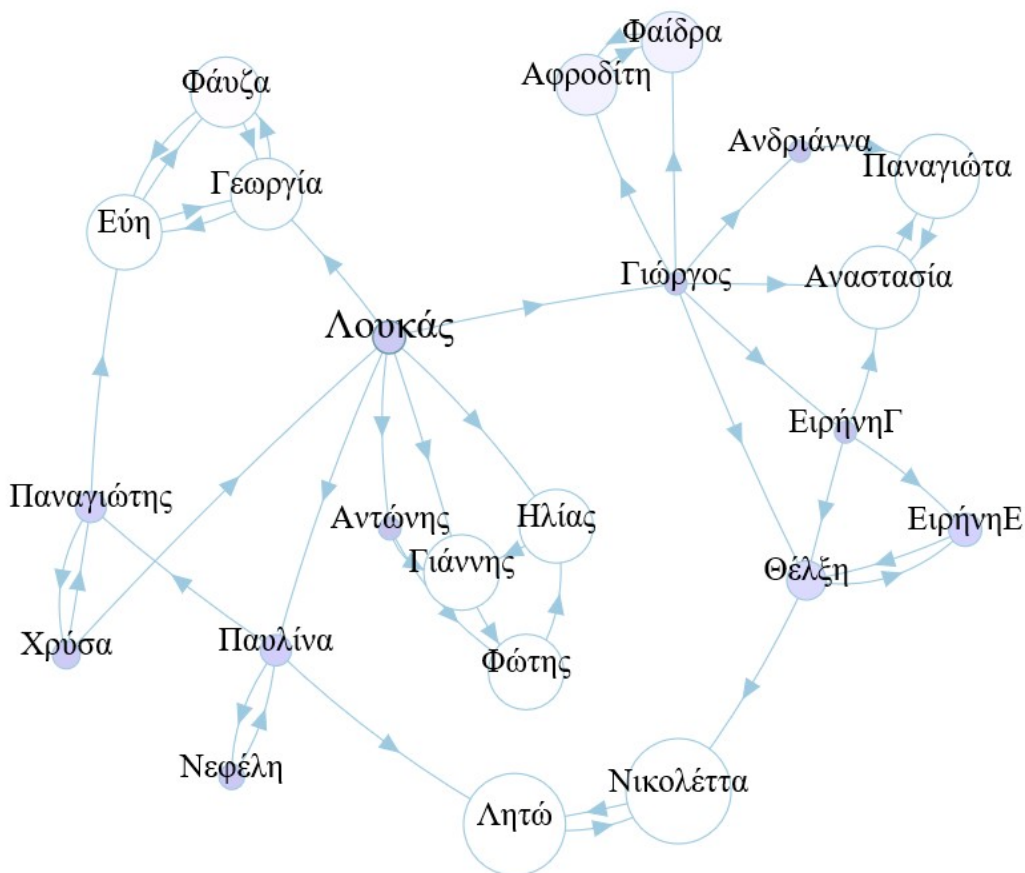 Φαίδρα
Αφροδίτη
Φάυζα
Ανδριάννα
Παναγιώτα
Γεωργία
Εύη
Γιώργος
Αναστασία
Λουκάς
ΕιρήνηΓ
Παναγιώτης
Αντώνης
Ηλίας
ΕιρήνηΕ
Γιάννης
Θέλξη
Χρύσα
Παυλίνα
Φώτης
Νεφέλη
Νικολέττα
Λητώ